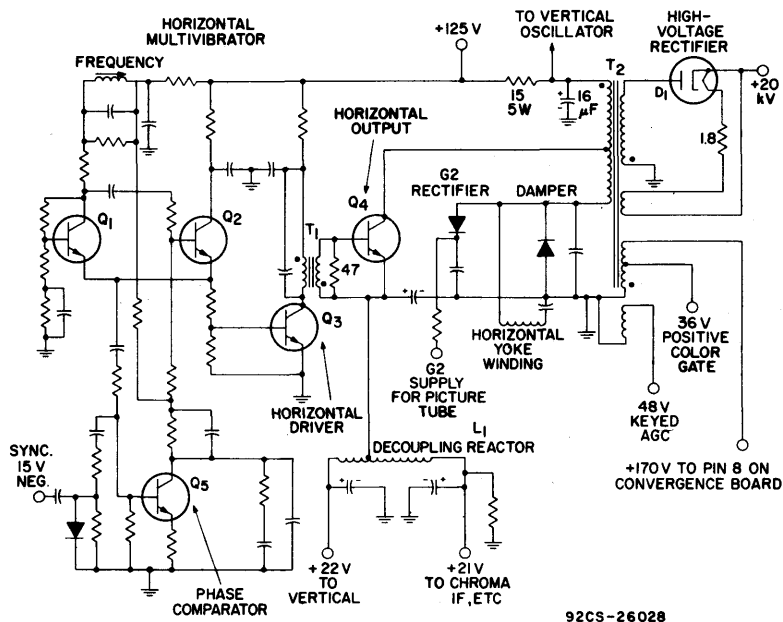 HORIZONTAL
MULTIVIBRATOR
FREQUENCY
+125 V
TO VERTICAL
OSCILLATOR
HIGH-
VOLTAGE
RECTIFIER
T2
D1
+20
kV
15
5W
16
μF
+
-
1.8
HORIZONTAL
OUTPUT
Q4
G2
RECTIFIER
DAMPER
Q1
Q2
T1
47
+ -
Q3
HORIZONTAL
DRIVER
HORIZONTAL
YOKE
WINDING
G2
SUPPLY
FOR PICTURE
TUBE
36 V
POSITIVE
COLOR
GATE
48 V
KEYED
AGC
L1
DECOUPLING REACTOR
+170 V TO PIN 8 ON
CONVERGENCE BOARD
SYNC.
15 V
NEG.
Q5
PHASE
COMPARATOR
+ -
+ -
+22 V
TO
VERTICAL
+21V
TO CHROMA
IF, ETC
92CS-26028